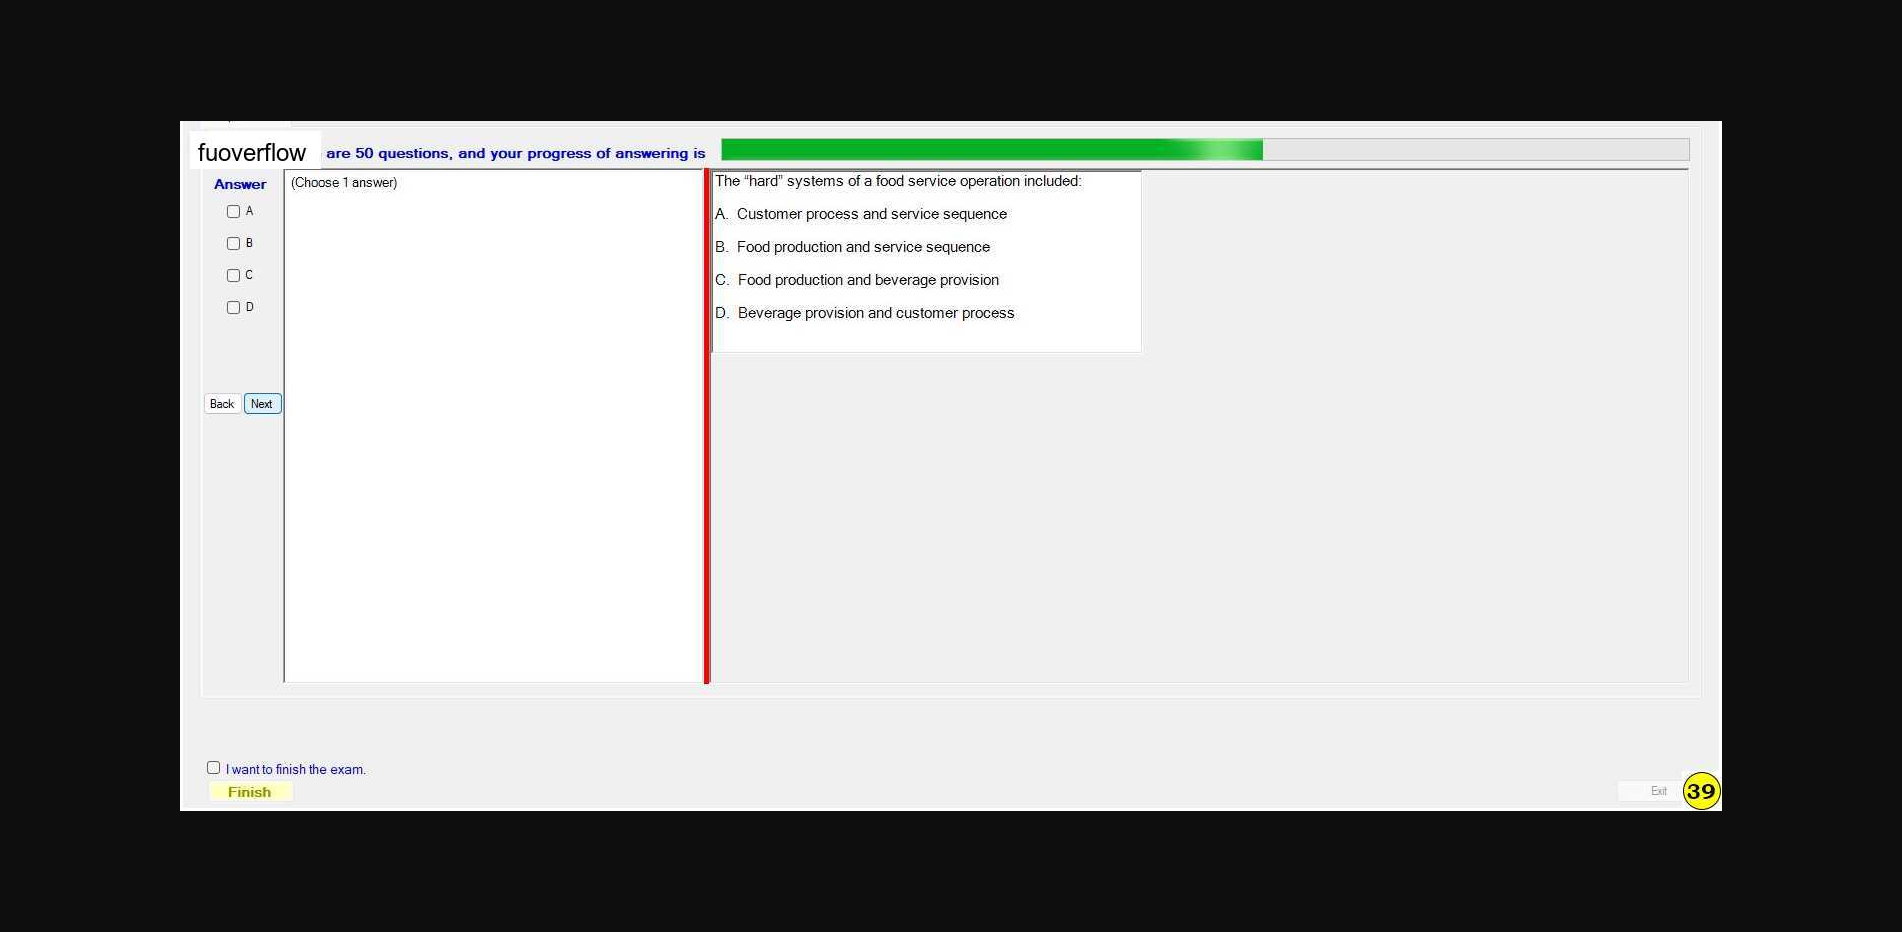 fuoverflow are 50 questions, and your progress of answering is
Answer
(Choose 1 answer)
A
B
C
D
Back Next
The “hard” systems of a food service operation included:
A. Customer process and service sequence
B. Food production and service sequence
C. Food production and beverage provision
D. Beverage provision and customer process
I want to finish the exam.
Finish
Exit
39